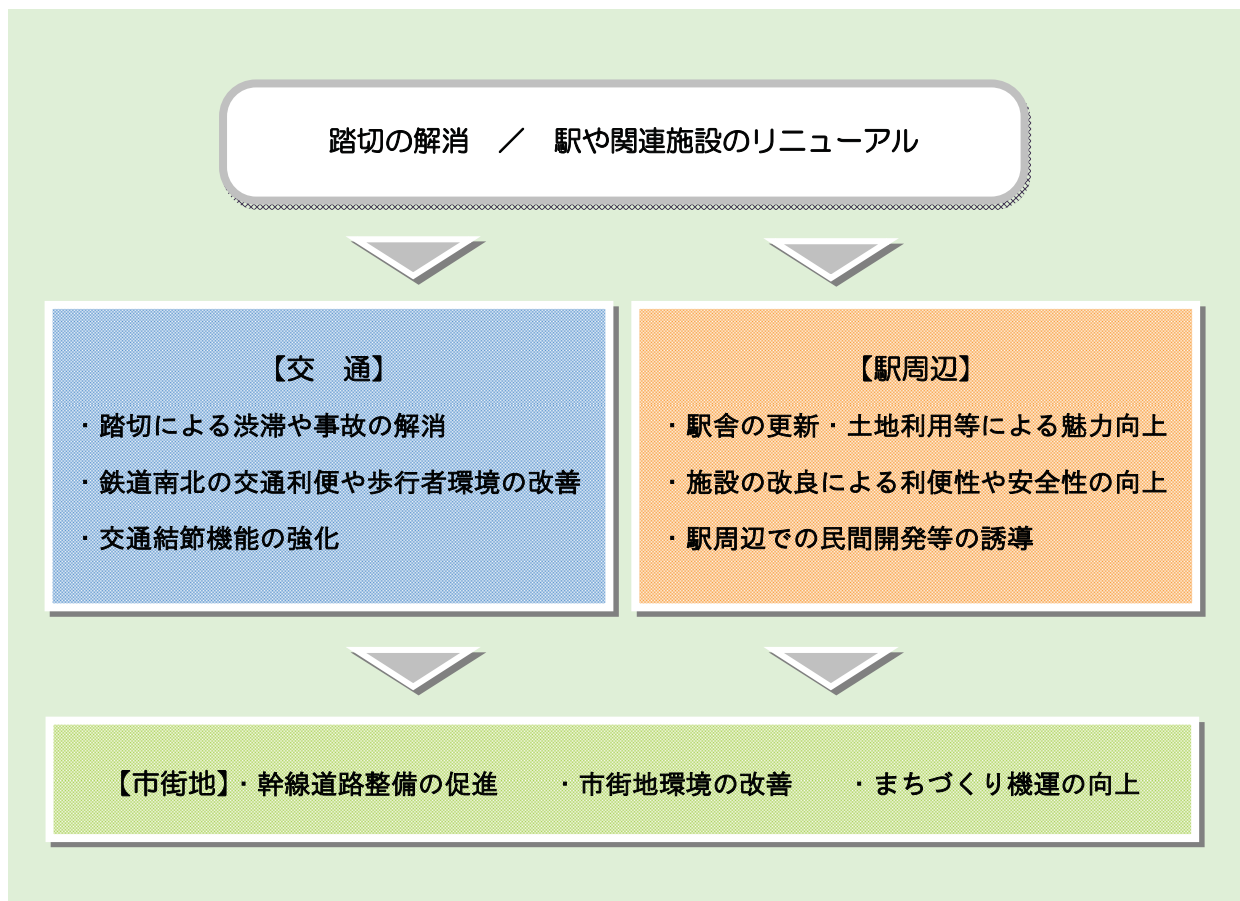 踏切の解消　／　駅や関連施設のリニューアル
【交　通】
・踏切による渋滞や事故の解消
・鉄道南北の交通利便や歩行者環境の改善
・交通結節機能の強化
【駅周辺】
・駅舎の更新・土地利用等による魅力向上
・施設の改良による利便性や安全性の向上
・駅周辺での民間開発等の誘導
【市街地】・幹線道路整備の促進　　・市街地環境の改善　　・まちづくり機運の向上